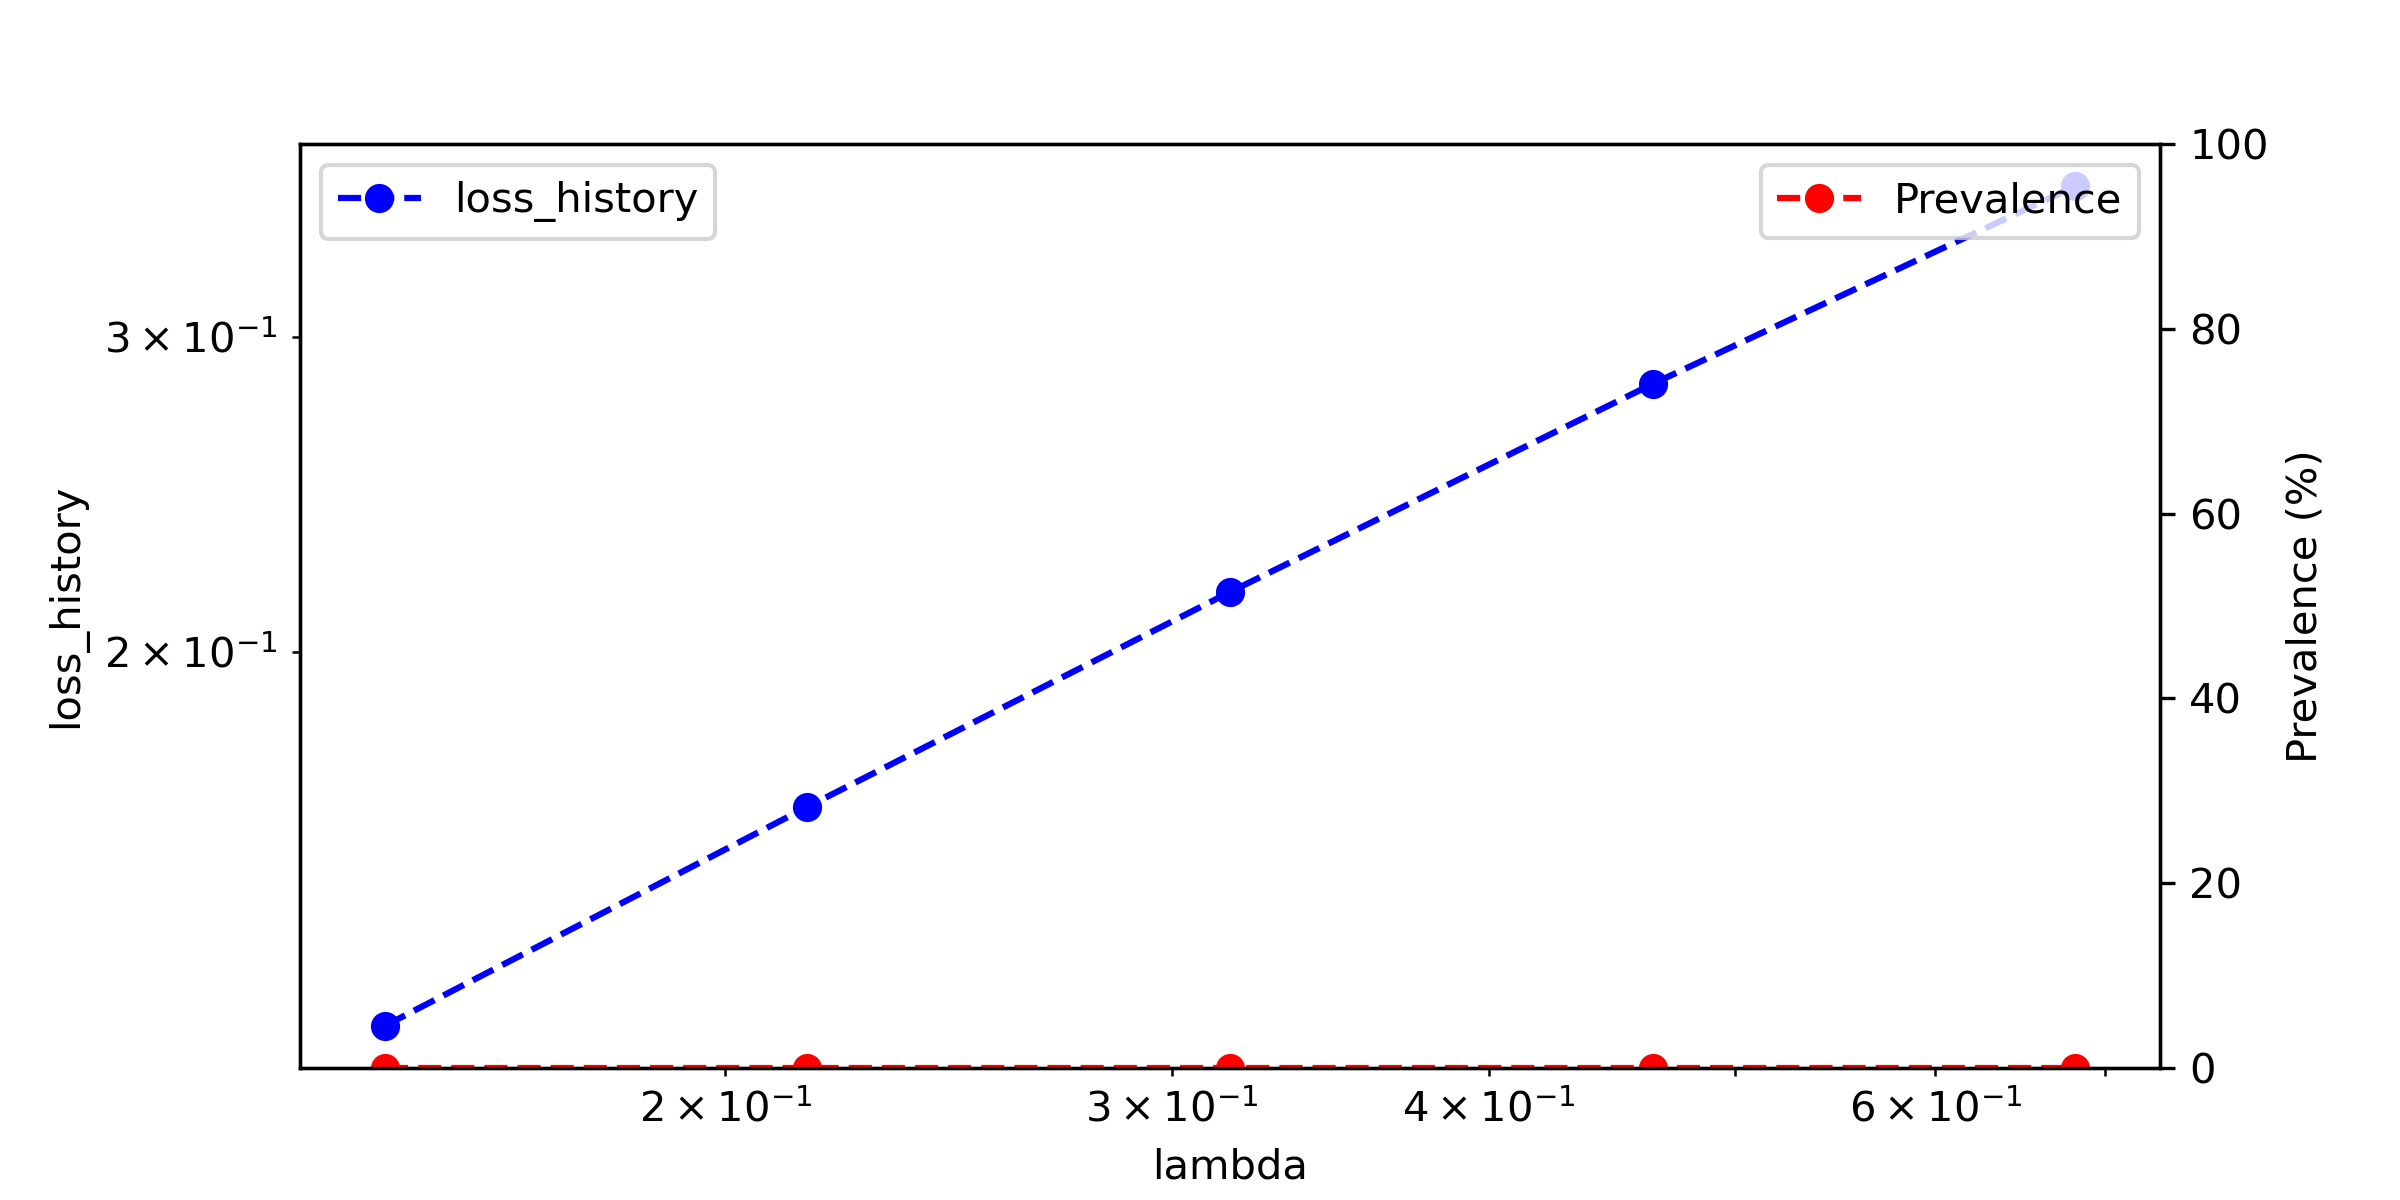 loss_history
Prevalence
100
80
60
40
20
0
3 × 10⁻¹
2 × 10⁻¹
loss_history
Prevalence (%)
2 × 10⁻¹
3 × 10⁻¹
4 × 10⁻¹
6 × 10⁻¹
lambda